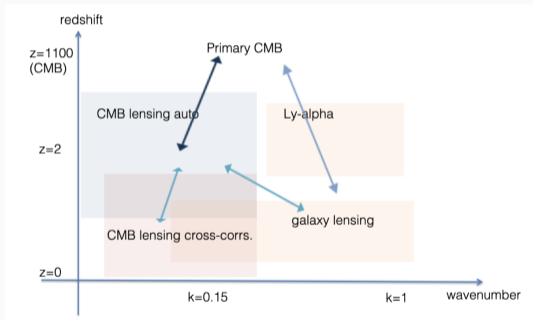 redshift
z=1100
(CMB)
Primary CMB
CMB lensing auto
Ly-alpha
z=2
galaxy lensing
CMB lensing cross-corrs.
z=0
k=0.15
k=1
wavenumber